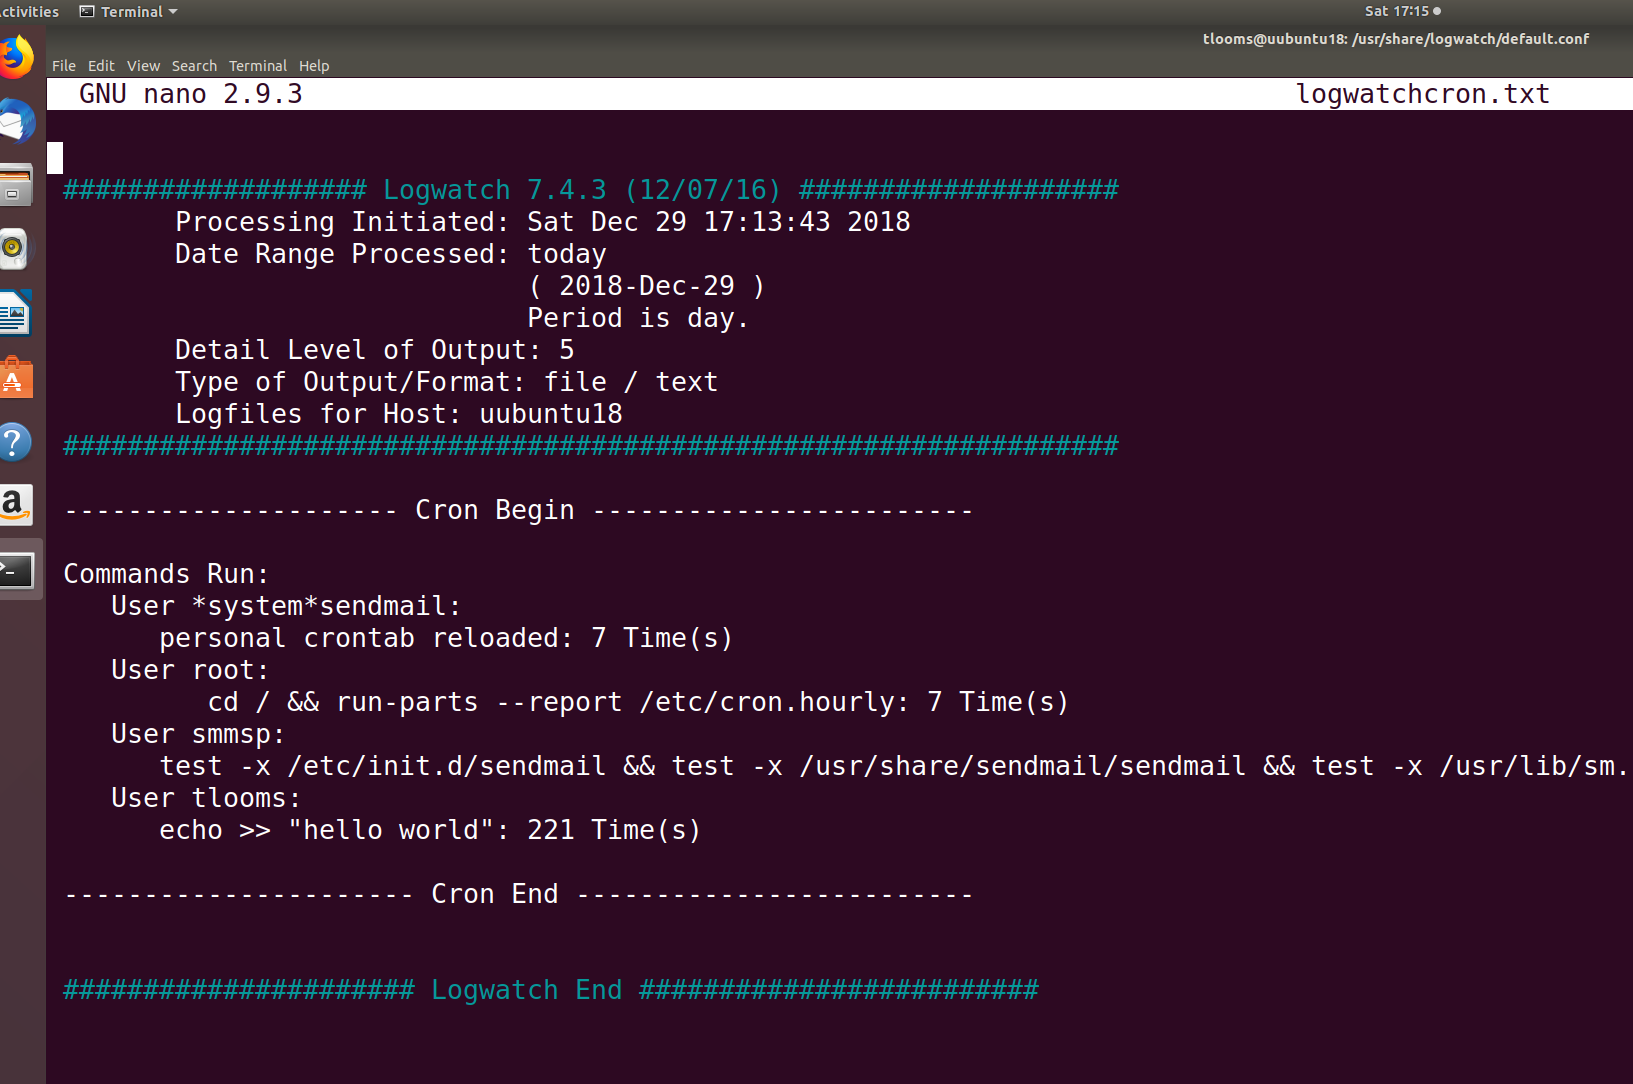 ctivities Terminal Sat 17:15
tlooms@uubuntu18: /usr/share/logwatch/default.conf
File Edit View Search Terminal Help
GNU nano 2.9.3 logwatchcron.txt
################### Logwatch 7.4.3 (12/07/16) ####################
Processing Initiated: Sat Dec 29 17:13:43 2018
Date Range Processed: today
( 2018-Dec-29 )
Period is day.
Detail Level of Output: 5
Type of Output/Format: file / text
Logfiles for Host: uubuntu18
##################################################################
--------------------- Cron Begin ------------------------
Commands Run:
User *system*sendmail:
personal crontab reloaded: 7 Time(s)
User root:
cd / && run-parts --report /etc/cron.hourly: 7 Time(s)
User smmsp:
test -x /etc/init.d/sendmail && test -x /usr/share/sendmail/sendmail && test -x /usr/lib/sm.
User tlooms:
echo >> "hello world": 221 Time(s)
---------------------- Cron End -------------------------
###################### Logwatch End #########################